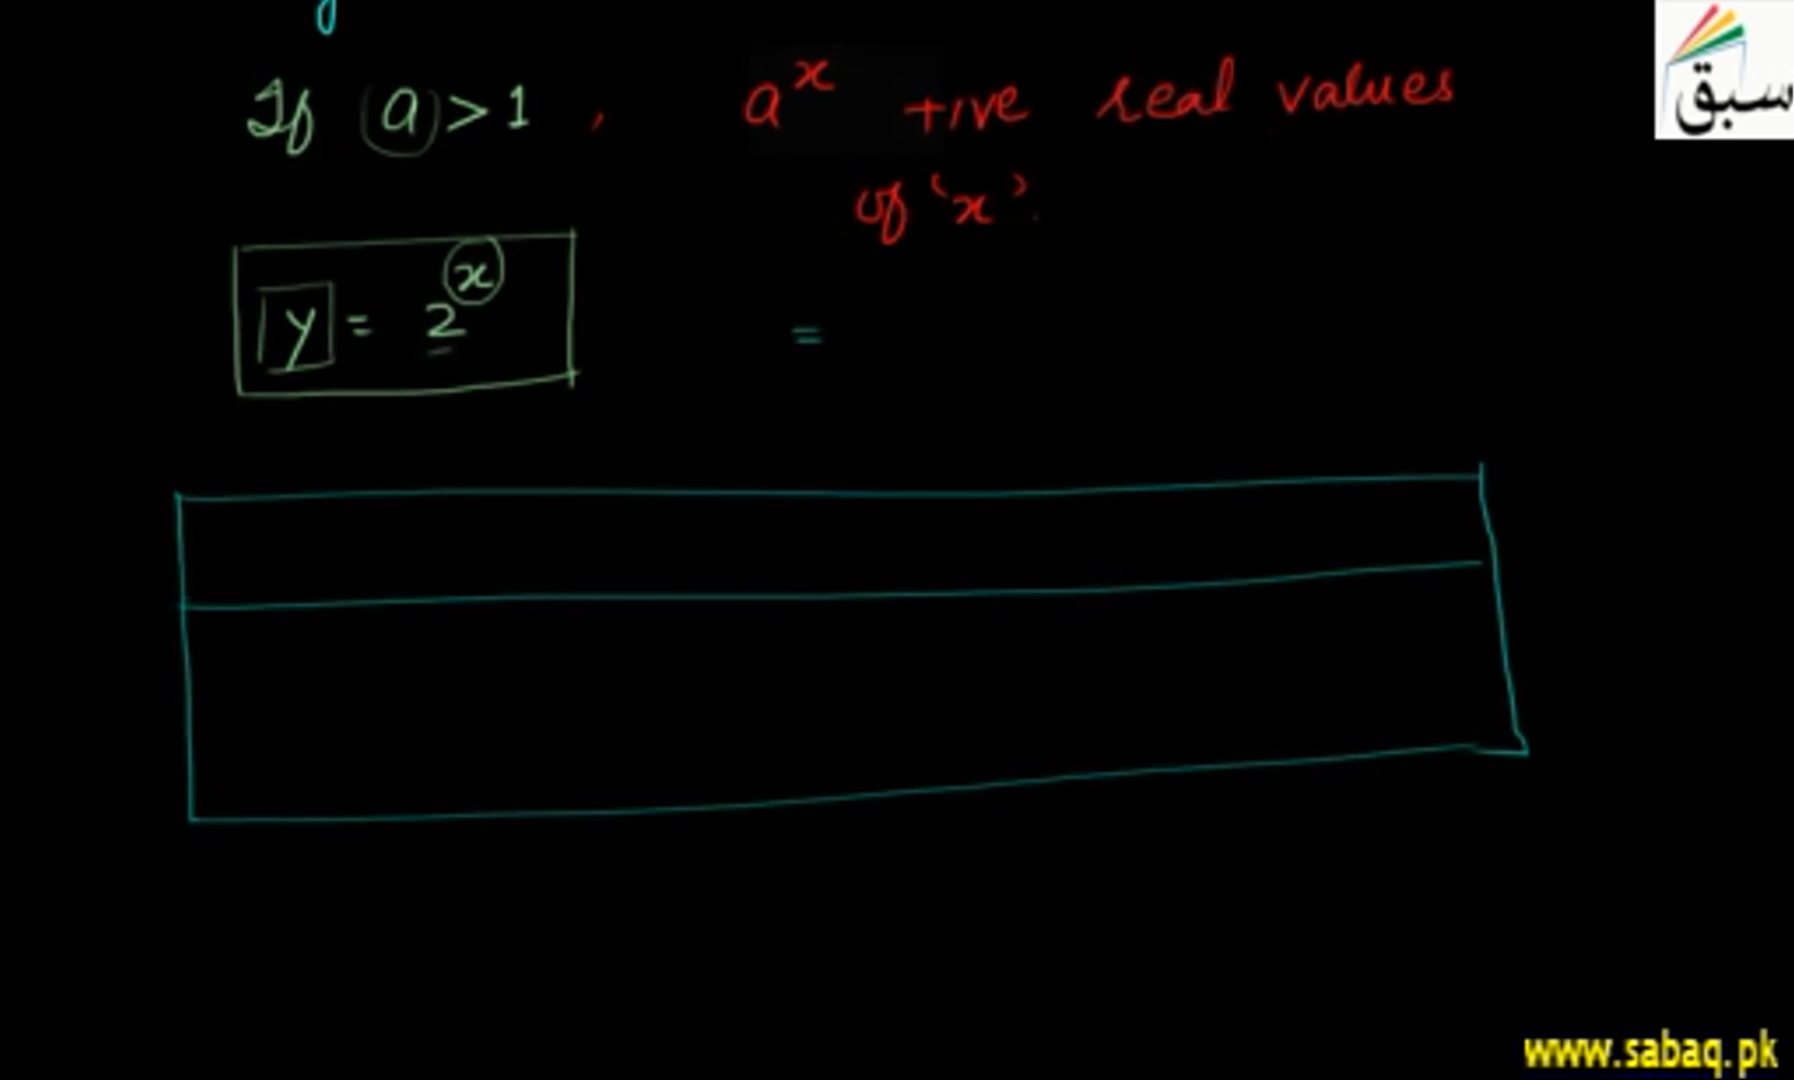 If a > 1 , a^x +ive real values
of 'x'
y = 2^x =
سبق
www.sabaq.pk